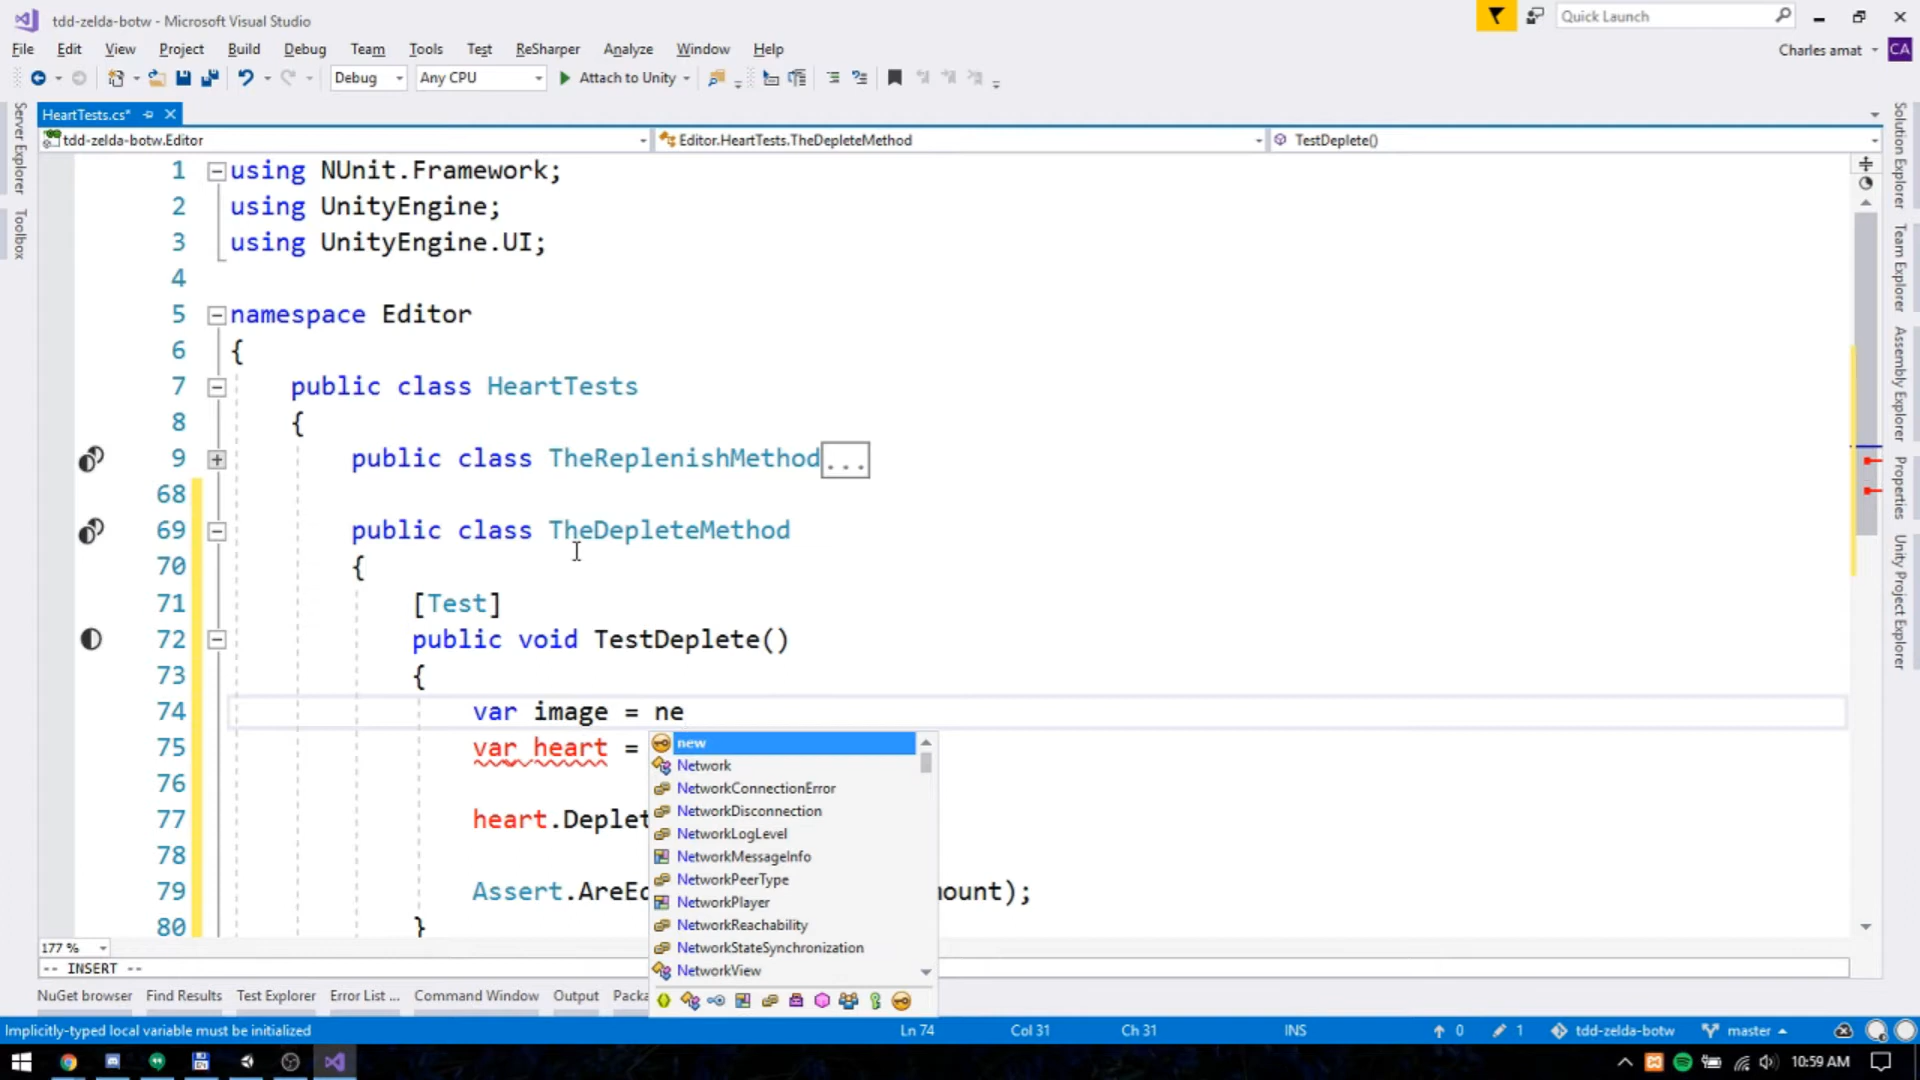 tdd-zelda-botw - Microsoft Visual Studio
Quick Launch
File Edit View Project Build Debug Team Tools Test ReSharper Analyze Window Help
Charles amat CA
Debug Any CPU Attach to Unity
HeartTests.cs*
tdd-zelda-botw.Editor Editor.HeartTests.TheDepleteMethod TestDeplete()
Server Explorer
Toolbox
1 using NUnit.Framework;
2 using UnityEngine;
3 using UnityEngine.UI;
4
5 namespace Editor
6 {
7 public class HeartTests
8 {
9 public class TheReplenishMethod...
68
69 public class TheDepleteMethod
70 {
71 [Test]
72 public void TestDeplete()
73 {
74 var image = ne
75 var heart =
76
77 heart.Deplet
78
79 Assert.AreEq ount);
80 }
new
Network
NetworkConnectionError
NetworkDisconnection
NetworkLogLevel
NetworkMessageInfo
NetworkPeerType
NetworkPlayer
NetworkReachability
NetworkStateSynchronization
NetworkView
Solution Explorer
Team Explorer
Assembly Explorer
Properties
Unity Project Explorer
177 %
-- INSERT --
NuGet browser Find Results Test Explorer Error List ... Command Window Output Packa
Implicitly-typed local variable must be initialized Ln 74 Col 31 Ch 31 INS 0 1 tdd-zelda-botw master
10:59 AM